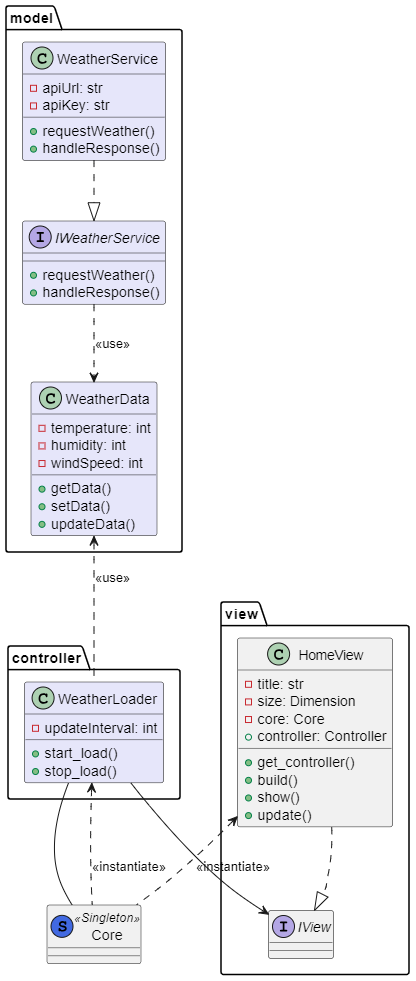 model
C WeatherService
apiUrl: str
apiKey: str
requestWeather()
handleResponse()
I IWeatherService
requestWeather()
handleResponse()
«use»
C WeatherData
temperature: int
humidity: int
windSpeed: int
getData()
setData()
updateData()
«use»
controller
C WeatherLoader
updateInterval: int
start_load()
stop_load()
view
C HomeView
title: str
size: Dimension
core: Core
controller: Controller
get_controller()
build()
show()
update()
«instantiate»
«instantiate»
S «Singleton»
Core
I IView